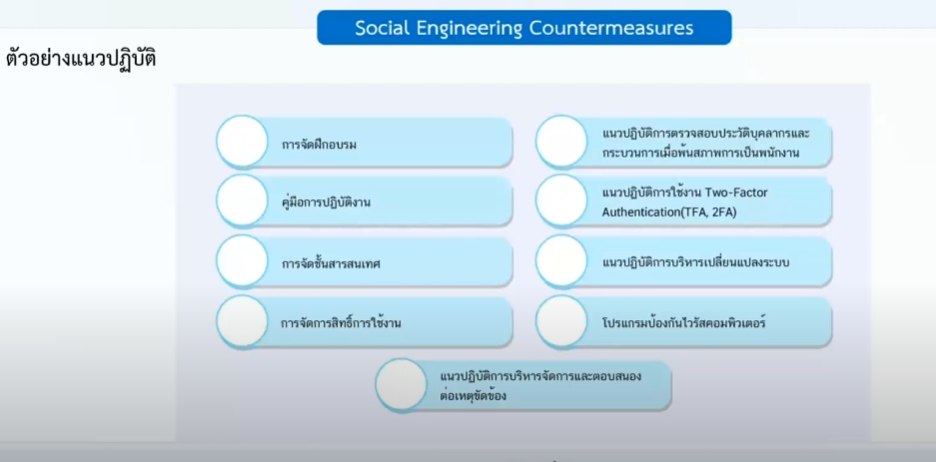 Social Engineering Countermeasures
ตัวอย่างแนวปฏิบัติ
การจัดฝึกอบรม
คู่มือการปฏิบัติงาน
การจัดชั้นสารสนเทศ
การจัดการสิทธิ์การใช้งาน
แนวปฏิบัติการตรวจสอบประวัติบุคลากรและ
กระบวนการเมื่อพ้นสภาพการเป็นพนักงาน
แนวปฏิบัติการใช้งาน Two-Factor
Authentication(TFA, 2FA)
แนวปฏิบัติการบริหารเปลี่ยนแปลงระบบ
โปรแกรมป้องกันไวรัสคอมพิวเตอร์
แนวปฏิบัติการบริหารจัดการและตอบสนอง
ต่อเหตุขัดข้อง